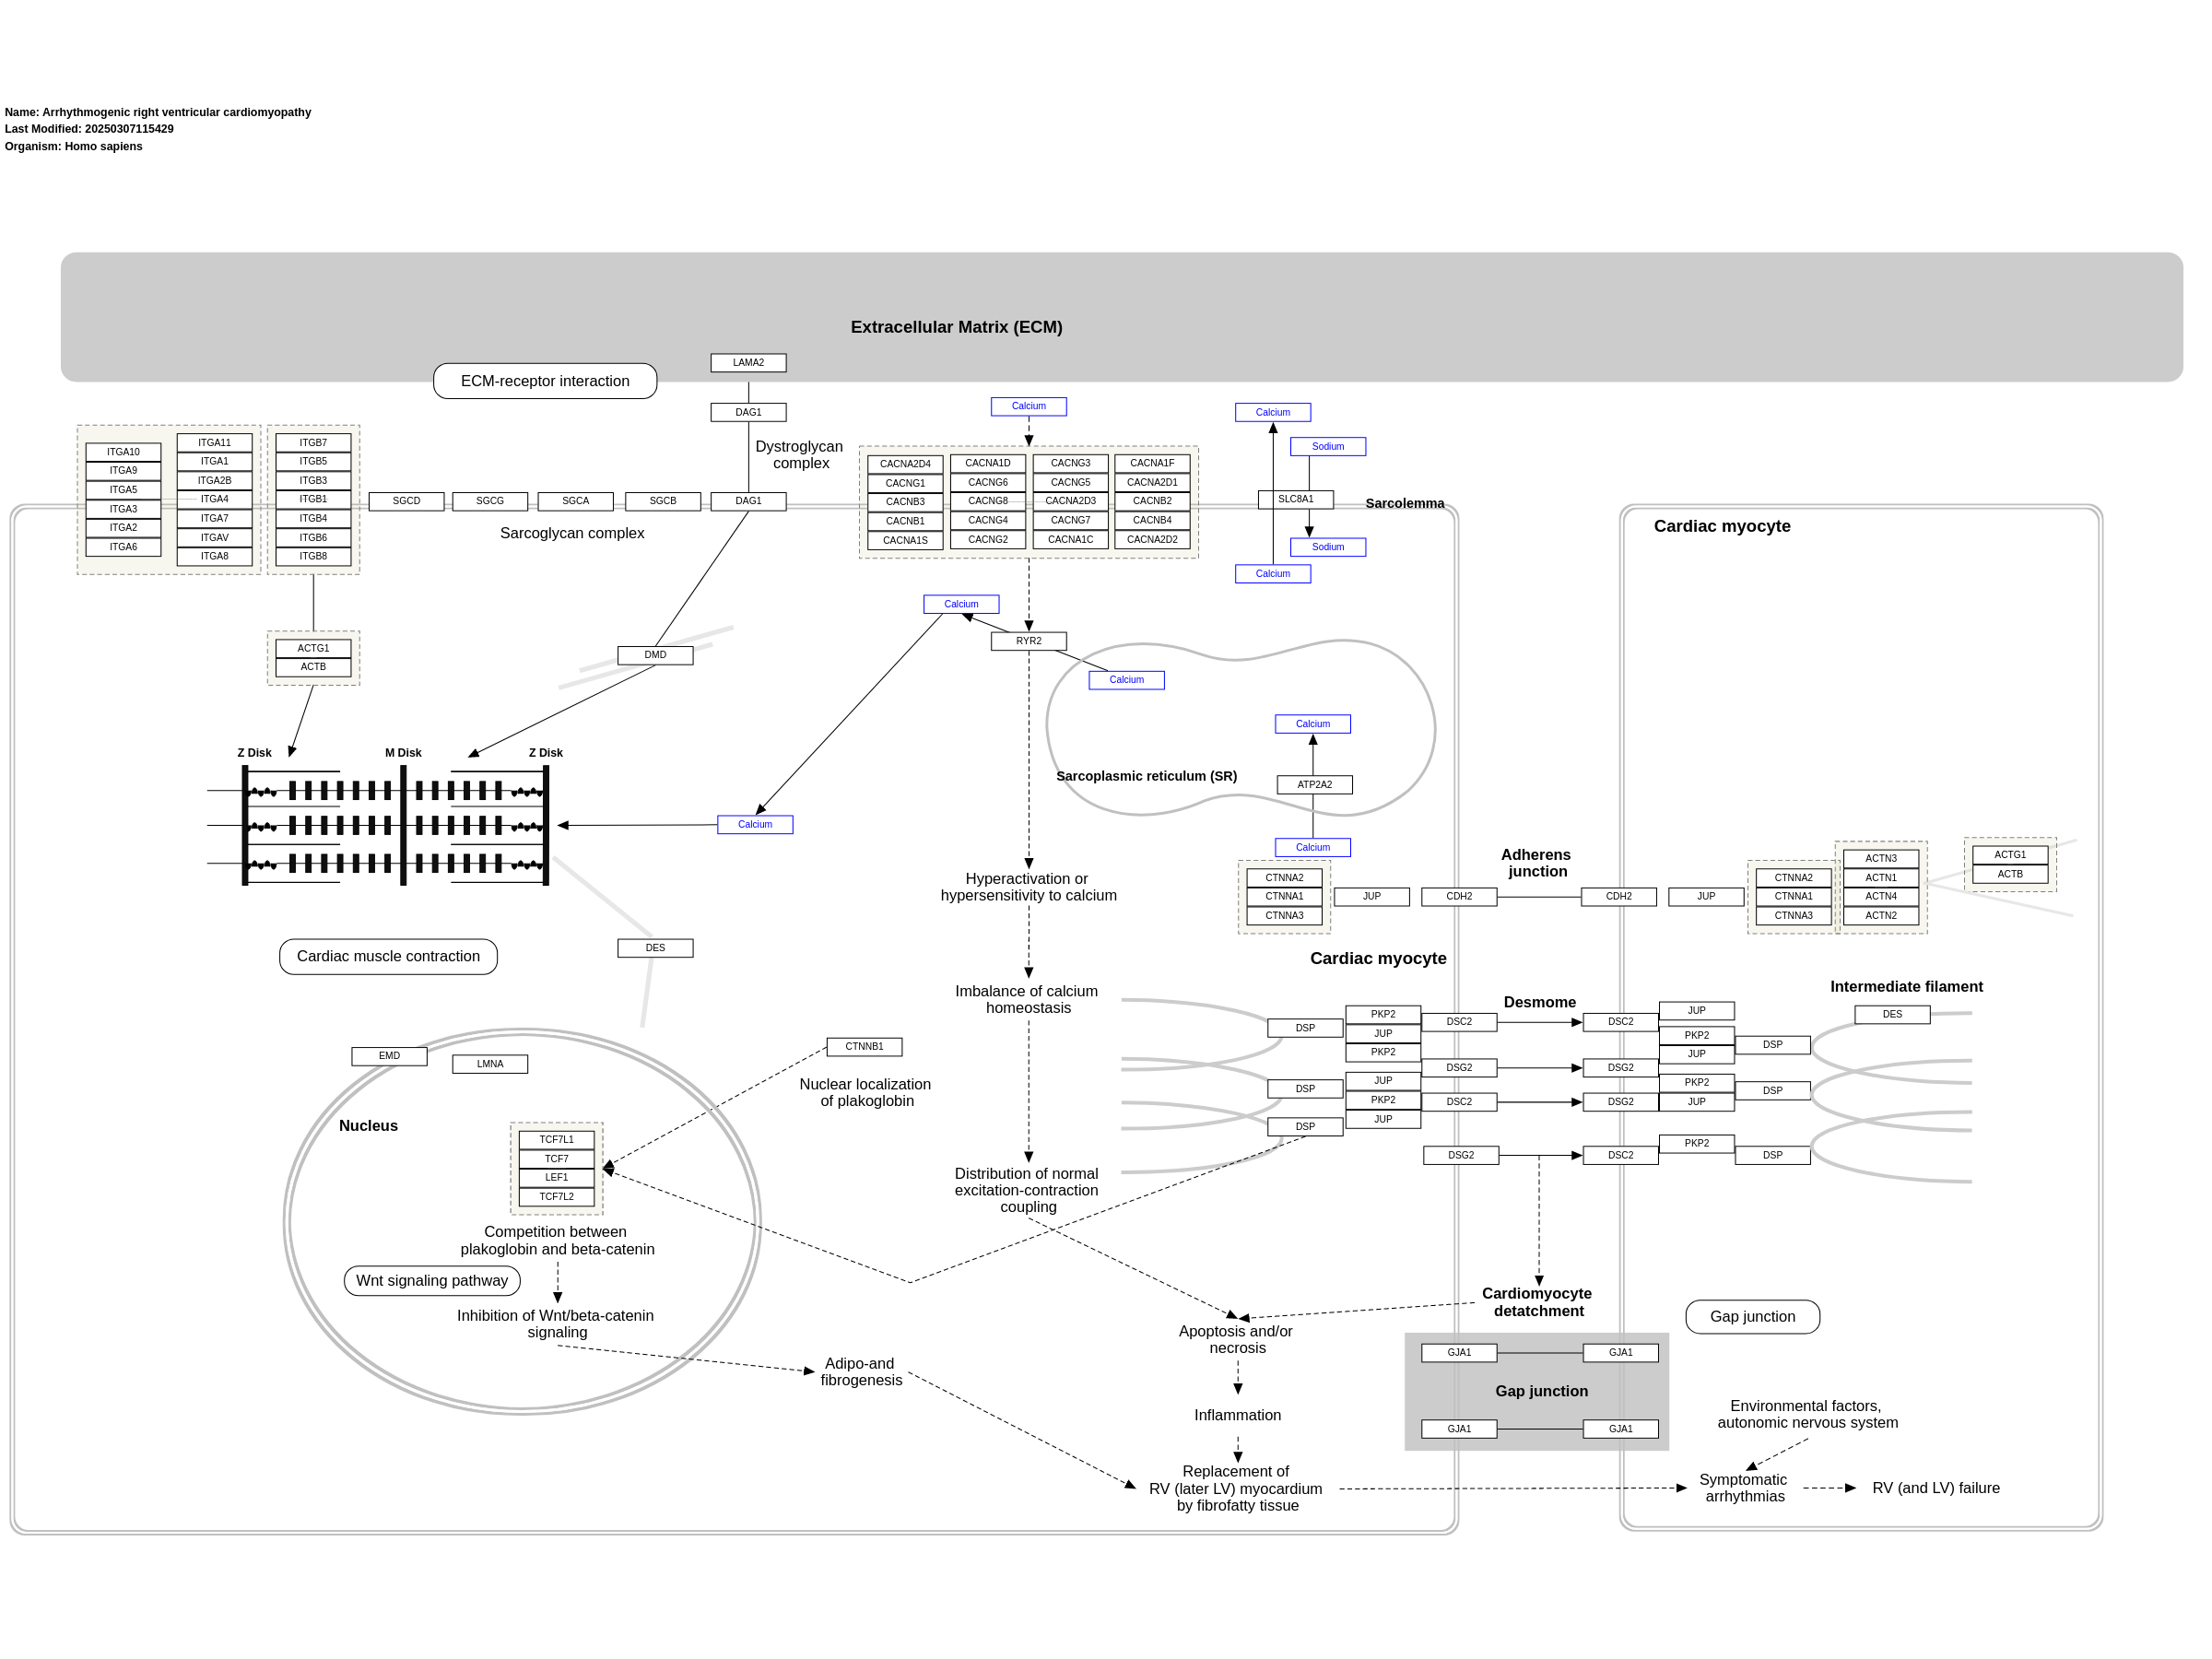 Name: Arrhythmogenic right ventricular cardiomyopathy
Last Modified: 20250307115429
Organism: Homo sapiens
Extracellular Matrix (ECM)
LAMA2
ECM-receptor interaction
DAG1
Dystroglycan
complex
Calcium
Calcium
Sodium
ITGA10
ITGA9
ITGA5
ITGA3
ITGA2
ITGA6
ITGA11
ITGA1
ITGA2B
ITGA4
ITGA7
ITGAV
ITGA8
ITGB7
ITGB5
ITGB3
ITGB1
ITGB4
ITGB6
ITGB8
SGCD
SGCG
SGCA
SGCB
DAG1
Sarcoglycan complex
CACNA2D4
CACNG1
CACNB3
CACNB1
CACNA1S
CACNA1D
CACNG6
CACNG8
CACNG4
CACNG2
CACNG3
CACNG5
CACNA2D3
CACNG7
CACNA1C
CACNA1F
CACNA2D1
CACNB2
CACNB4
CACNA2D2
SLC8A1
Sarcolemma
Sodium
Calcium
Cardiac myocyte
Calcium
RYR2
Calcium
ACTG1
ACTB
DMD
Calcium
Sarcoplasmic reticulum (SR)
ATP2A2
Calcium
Z Disk
M Disk
Z Disk
Calcium
Hyperactivation or
hypersensitivity to calcium
CTNNA2
CTNNA1
CTNNA3
JUP
CDH2
Adherens
junction
CDH2
JUP
CTNNA2
CTNNA1
CTNNA3
ACTN3
ACTN1
ACTN4
ACTN2
ACTG1
ACTB
Cardiac muscle contraction
DES
Cardiac myocyte
Imbalance of calcium
homeostasis
Desmome
Intermediate filament
DES
DSP
PKP2
JUP
PKP2
DSC2
DSC2
JUP
PKP2
JUP
DSP
DSP
JUP
PKP2
JUP
DSG2
DSG2
PKP2
JUP
DSP
DSP
DSC2
DSG2
DSG2
DSC2
PKP2
DSP
EMD
LMNA
CTNNB1
Nuclear localization
of plakoglobin
Nucleus
TCF7L1
TCF7
LEF1
TCF7L2
Distribution of normal
excitation-contraction
coupling
Competition between
plakoglobin and beta-catenin
Wnt signaling pathway
Inhibition of Wnt/beta-catenin
signaling
Adipo-and
fibrogenesis
Cardiomyocyte
detatchment
Apoptosis and/or
necrosis
Gap junction
GJA1
GJA1
Gap junction
GJA1
GJA1
Inflammation
Replacement of
RV (later LV) myocardium
by fibrofatty tissue
Environmental factors,
autonomic nervous system
Symptomatic
arrhythmias
RV (and LV) failure